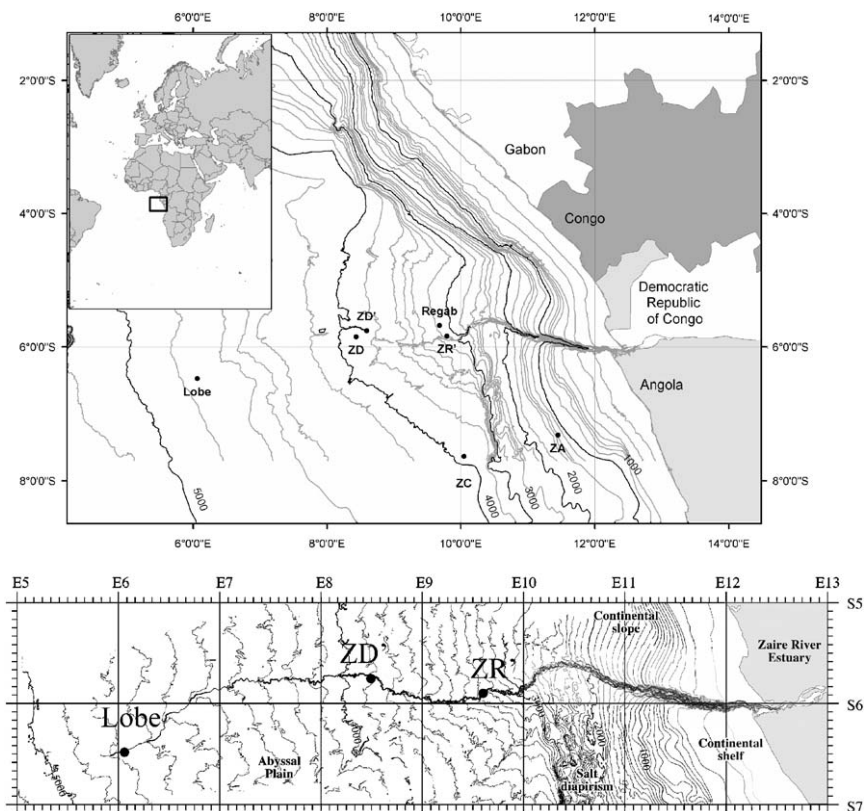 6°0'0"E 8°0'0"E 10°0'0"E 12°0'0"E 14°0'0"E
2°0'0"S 2°0'0"S
Gabon
4°0'0"S 4°0'0"S
Congo
Democratic
Republic
of Congo
Regab
ZD'
ZD
ZR'
6°0'0"S 6°0'0"S
Lobe
Angola
ZA
8°0'0"S 8°0'0"S
ZC
5000
4000
3000
2000
1000
6°0'0"E 8°0'0"E 10°0'0"E 12°0'0"E 14°0'0"E
E5 E6 E7 E8 E9 E10 E11 E12 E13
S5
Continental
slope
Zaire River
Estuary
ZD'
ZR'
S6
Lobe
Abyssal
Plain
Continental
shelf
Salt
diapirism
2000
1000
S7